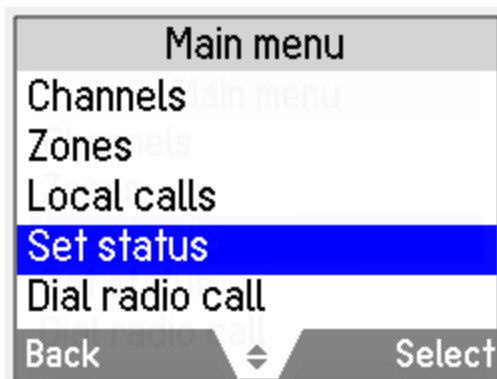 Main menu
Channels
Zones
Local calls
Set status
Dial radio call
Back Select